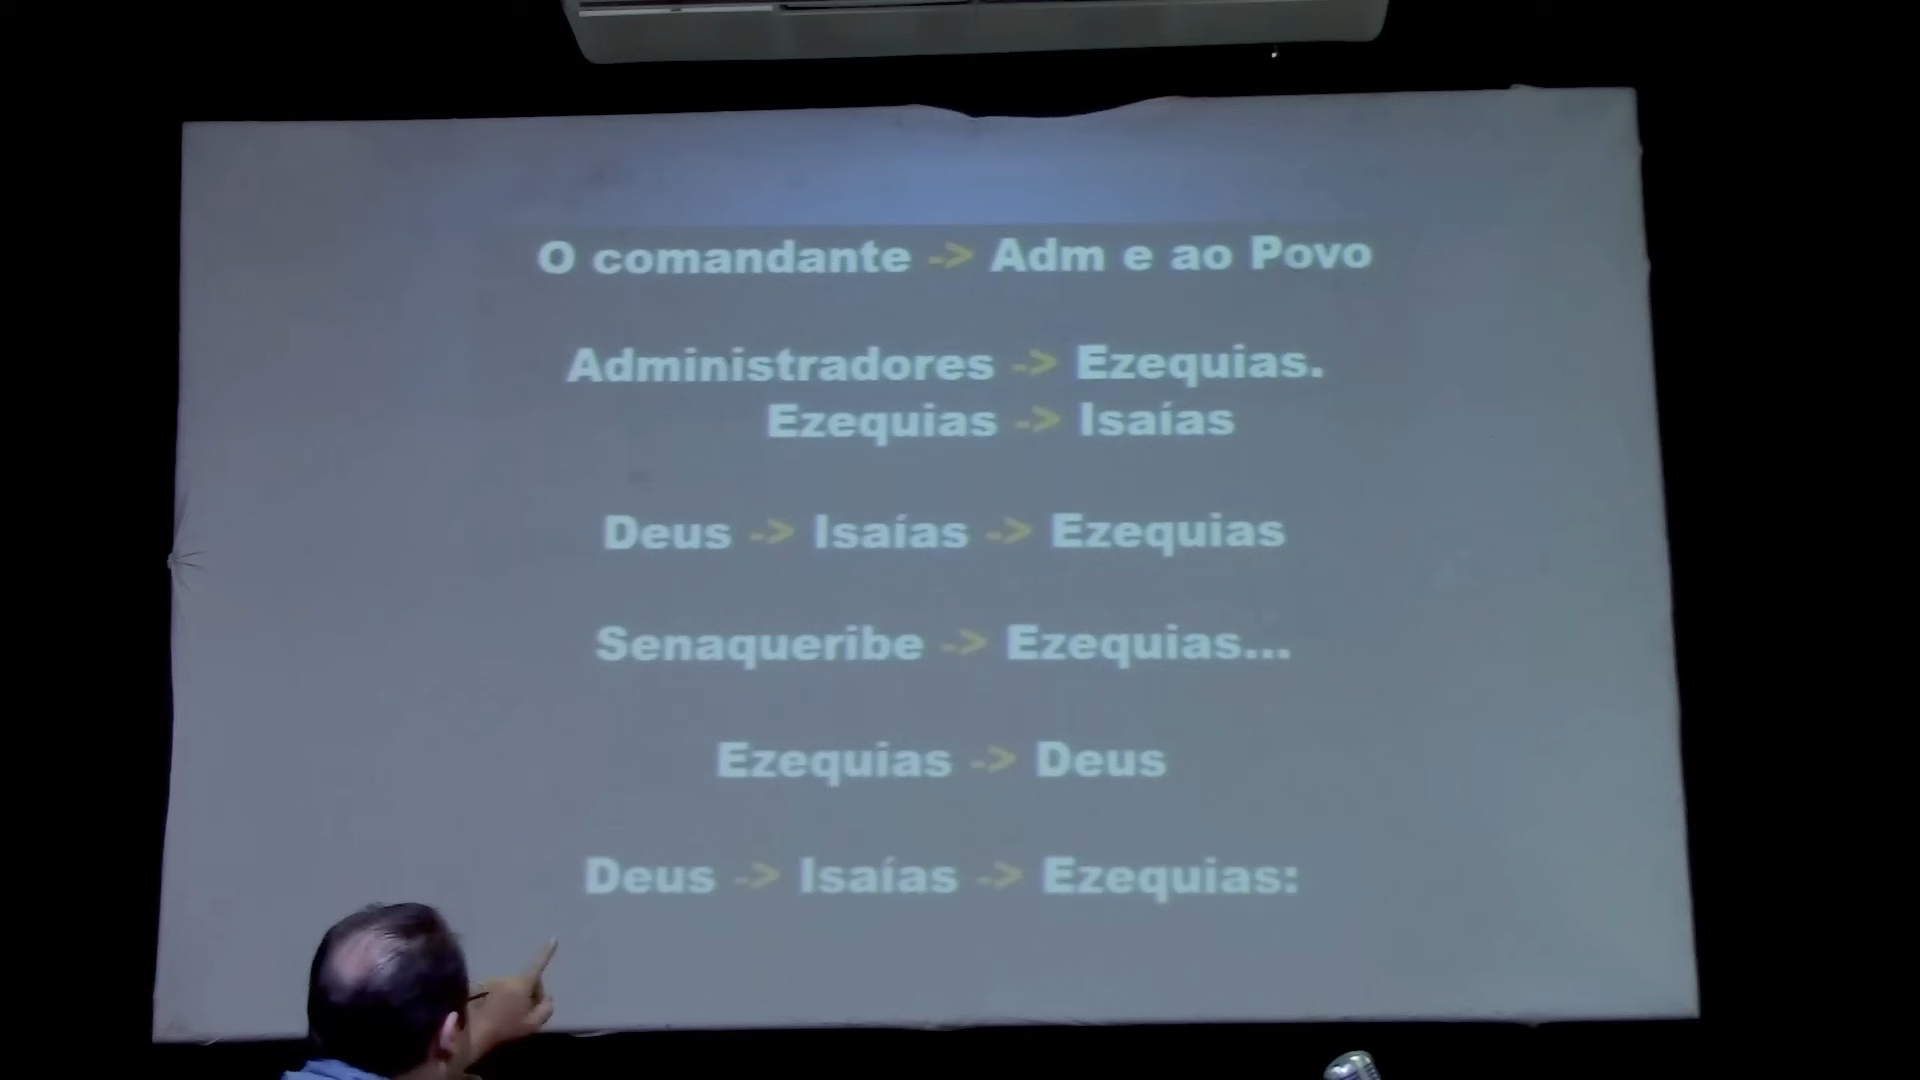 O comandante -> Adm e ao Povo
Administradores -> Ezequias.
Ezequias -> Isaías
Deus -> Isaías -> Ezequias
Senaqueribe -> Ezequias...
Ezequias -> Deus
Deus -> Isaías -> Ezequias: